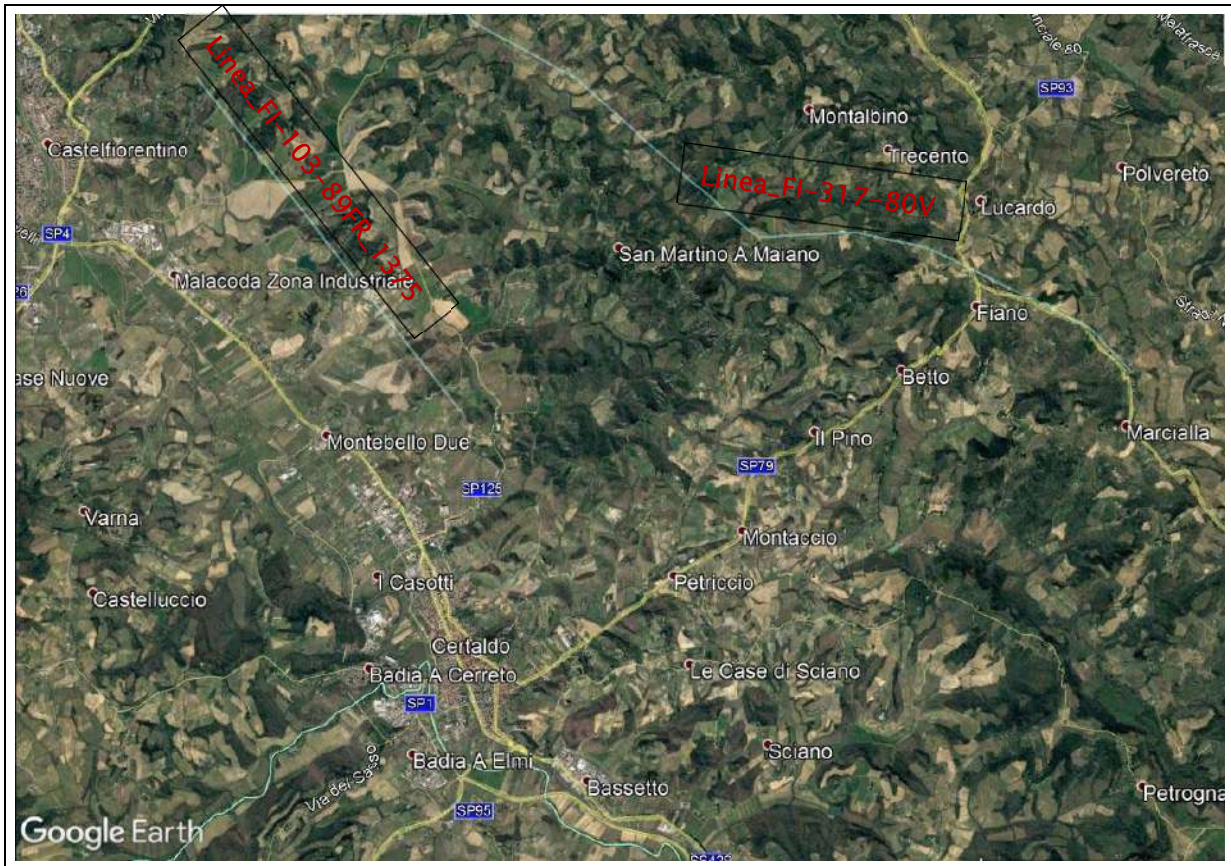 Linea_FI-103-89FR_1375
Linea_FI-317-80V
SP93
Montalbino
Castelfiorentino
Trecento
Polvereto
Lucardo
SP4
San Martino A Maiano
Malacoda Zona Industriale
26
Fiano
ase Nuove
Betto
Montebello Due
Il Pino
Marcialla
SP79
SP125
Varna
Montaccio
I Casotti
Petriccio
Castelluccio
Certaldo
Badia A Cerreto
Le Case di Sciano
SP1
Badia A Elmi
Sciano
Via del Sasso
Bassetto
Petrogna
SP95
Google Earth